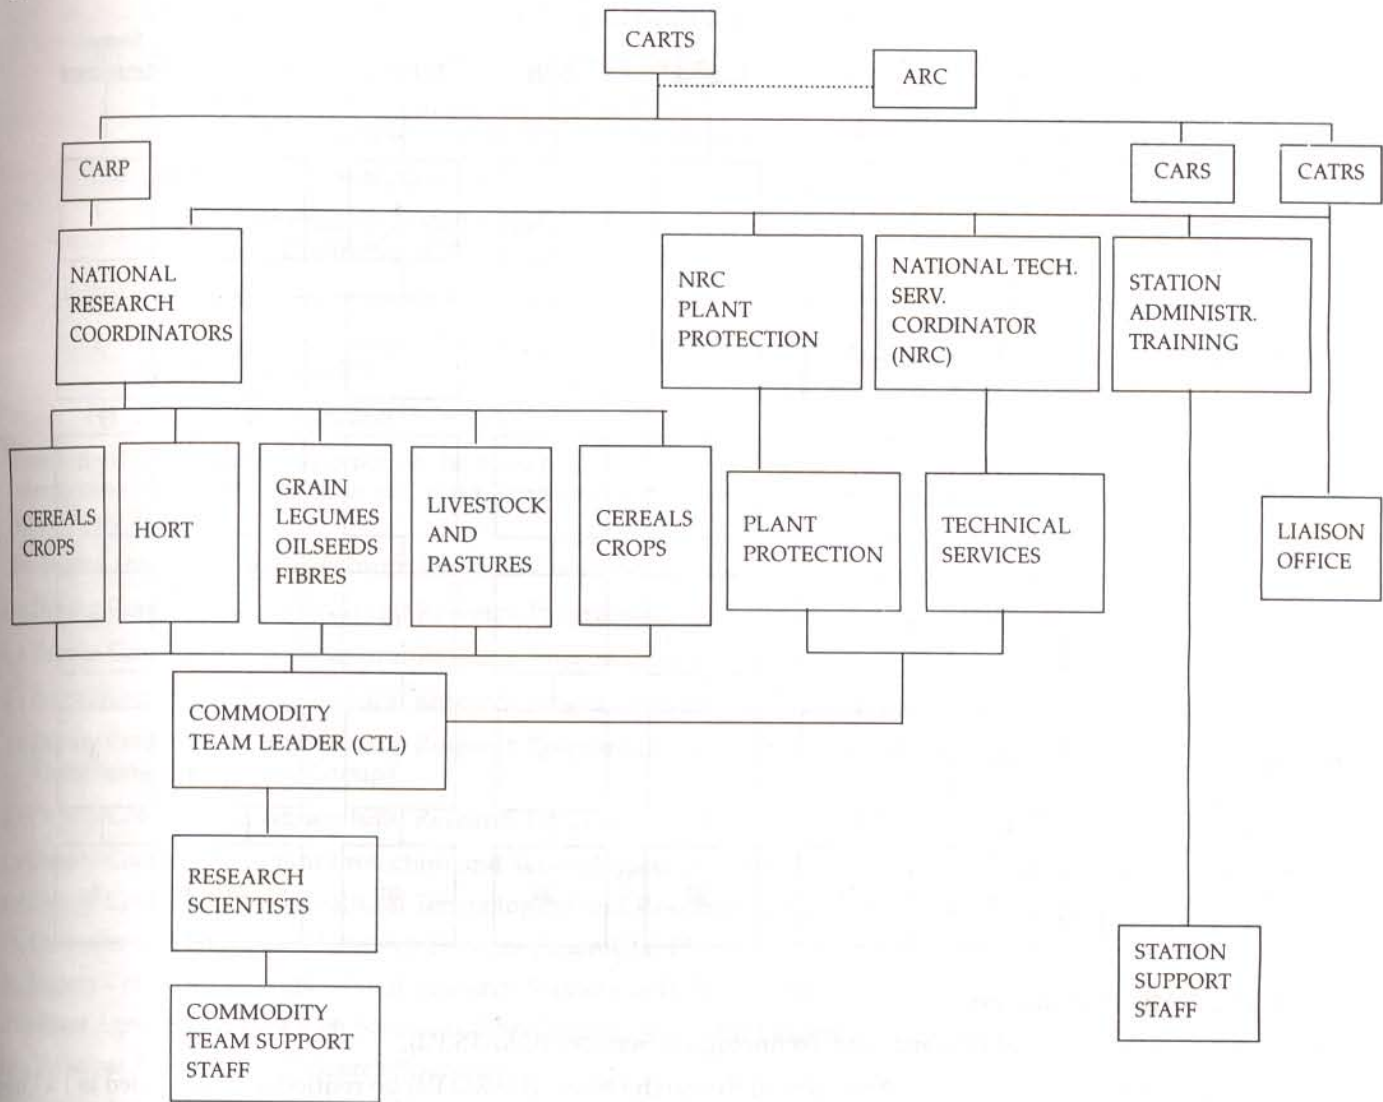 CARTS
ARC
CARP
CARS
CATRS
NATIONAL
RESEARCH
COORDINATORS
NRC
PLANT
PROTECTION
NATIONAL TECH.
SERV.
CORDINATOR
(NRC)
STATION
ADMINISTR.
TRAINING
CEREALS
CROPS
HORT
GRAIN
LEGUMES
OILSEEDS
FIBRES
LIVESTOCK
AND
PASTURES
CEREALS
CROPS
PLANT
PROTECTION
TECHNICAL
SERVICES
LIAISON
OFFICE
COMMODITY
TEAM LEADER (CTL)
RESEARCH
SCIENTISTS
COMMODITY
TEAM SUPPORT
STAFF
STATION
SUPPORT
STAFF